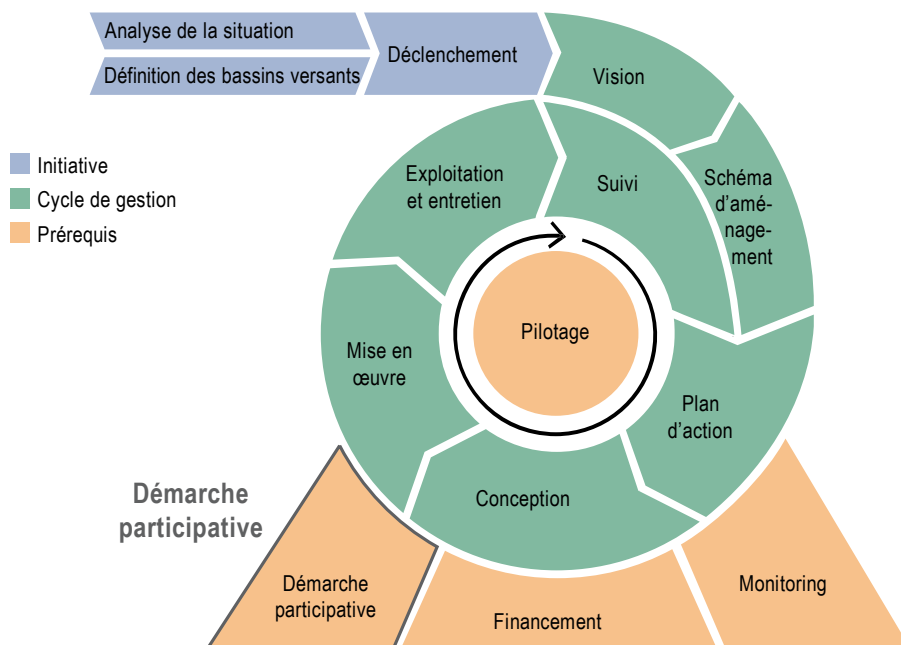 Analyse de la situation
Définition des bassins versants
Déclenchement
Vision
Schéma
d'amé-
nage-
ment
Initiative
Cycle de gestion
Prérequis
Exploitation
et entretien
Suivi
Pilotage
Mise en
œuvre
Plan
d'action
Conception
Démarche
participative
Démarche
participative
Financement
Monitoring